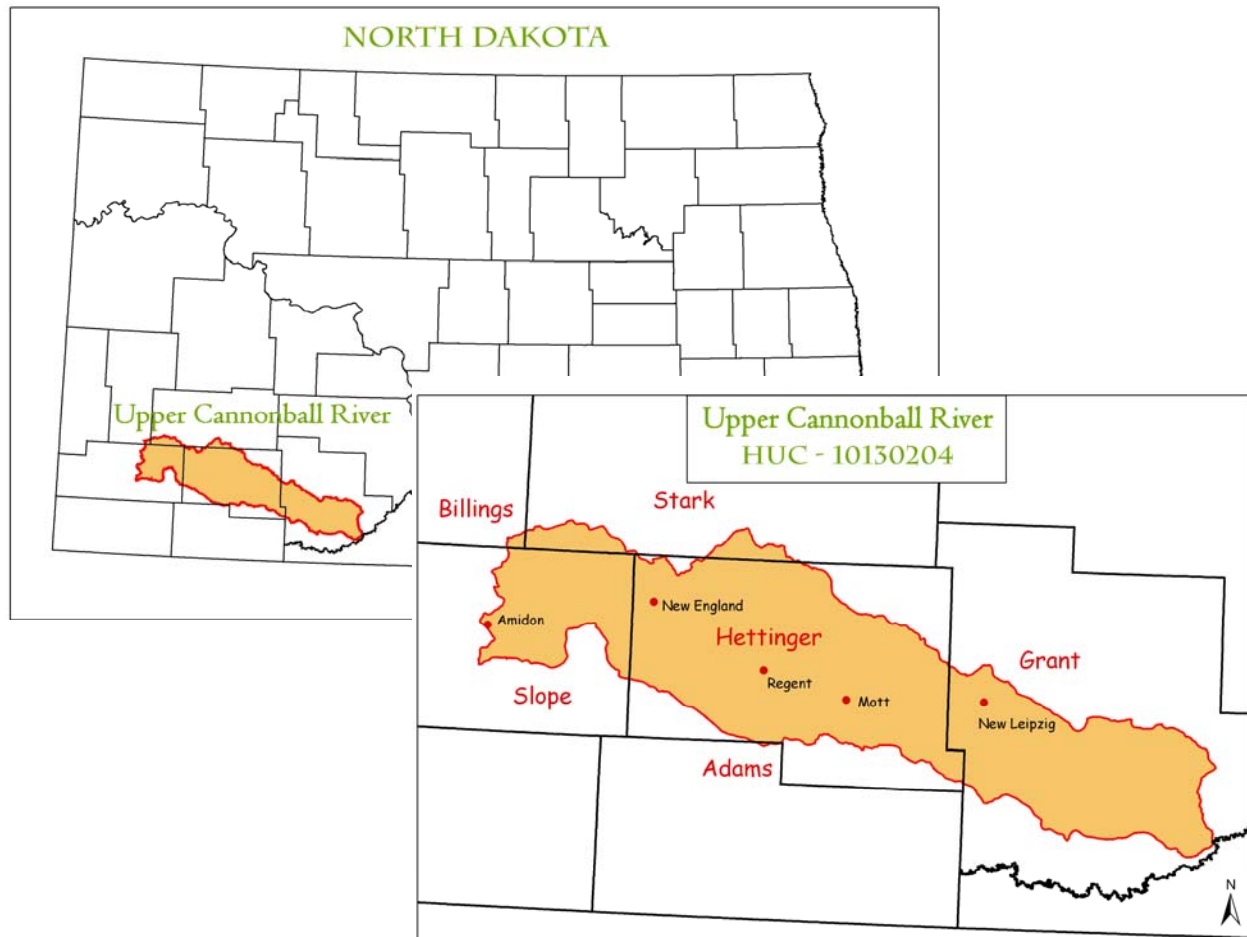 NORTH DAKOTA
Upper Cannonball River
Upper Cannonball River
HUC - 10130204
Billings
Stark
New England
Amidon
Hettinger
Grant
Regent
Slope
Mott
New Leipzig
Adams
N